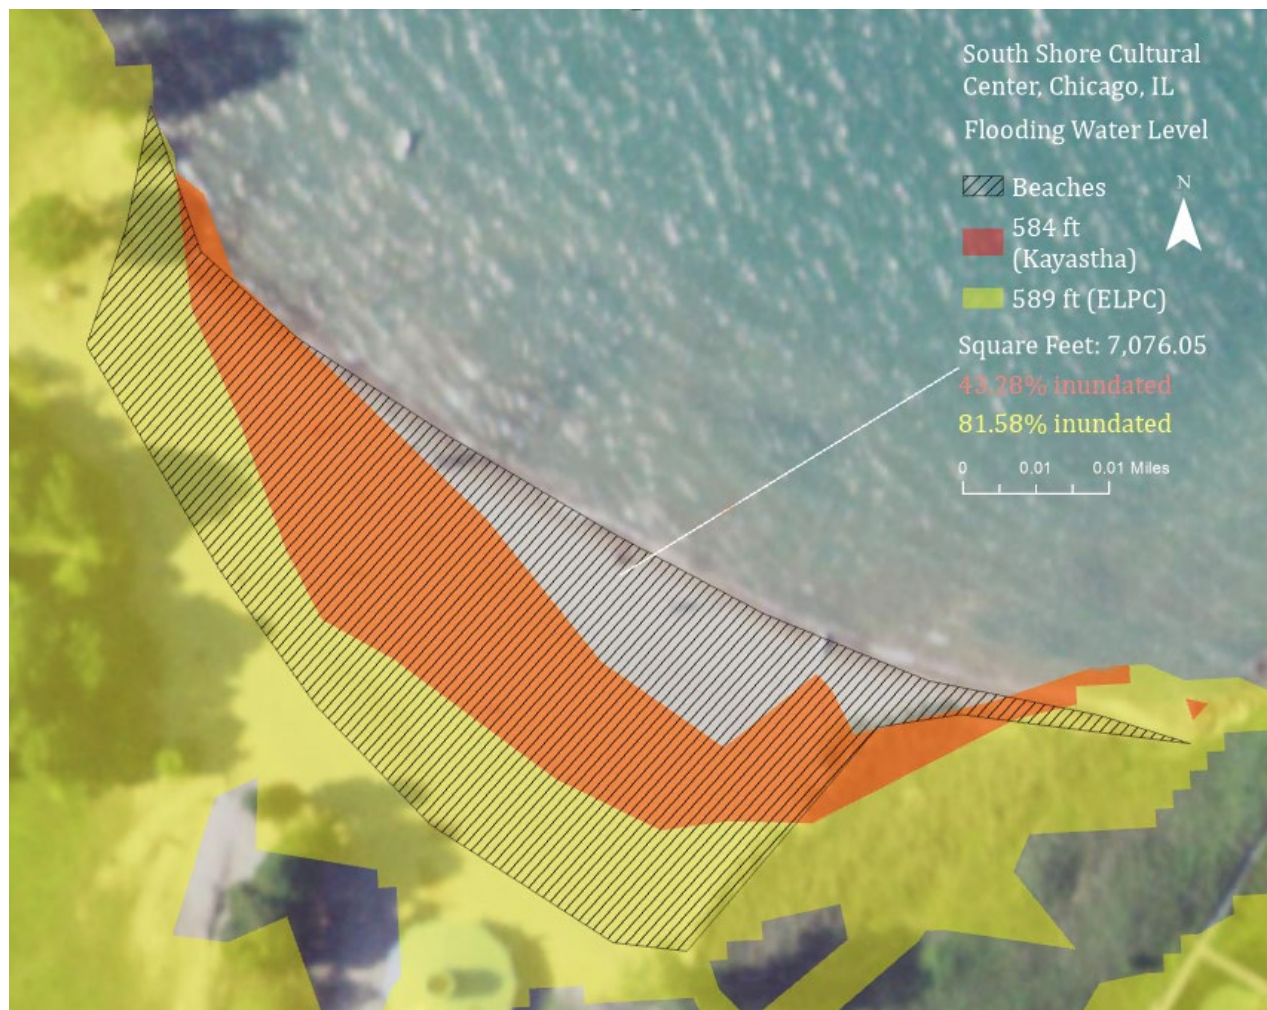 South Shore Cultural
Center, Chicago, IL
Flooding Water Level
N
Beaches
584 ft
(Kayastha)
589 ft (ELPC)
Square Feet: 7,076.05
43.28% inundated
81.58% inundated
0 0.01 0.01 Miles